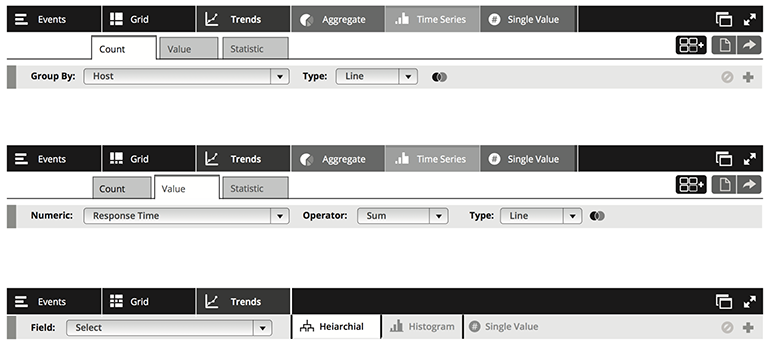 Events Grid Trends Aggregate Time Series # Single Value
Count Value Statistic
Group By: Host Type: Line
Events Grid Trends Aggregate Time Series # Single Value
Count Value Statistic
Numeric: Response Time Operator: Sum Type: Line
Events Grid Trends
Field: Select Heiarchial Histogram # Single Value